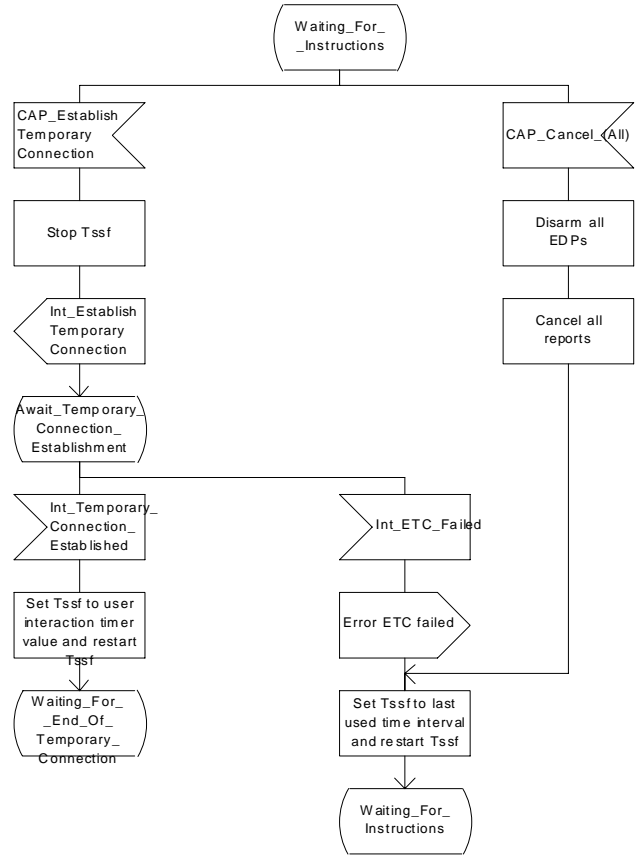 Waiting_For_
_Instructions
CAP_Establish
Temporary
Connection
CAP_Cancel_(All)
Stop Tssf
Disarm all
EDPs
Int_Establish
Temporary
Connection
Cancel all
reports
Await_Temporary_
Connection_
Establishment
Int_Temporary_
Connection_
Established
Int_ETC_Failed
Set Tssf to user
interaction timer
value and restart
Tssf
Error ETC failed
Waiting_For_
_End_Of_
Temporary_
Connection
Set Tssf to last
used time interval
and restart Tssf
Waiting_For_
Instructions